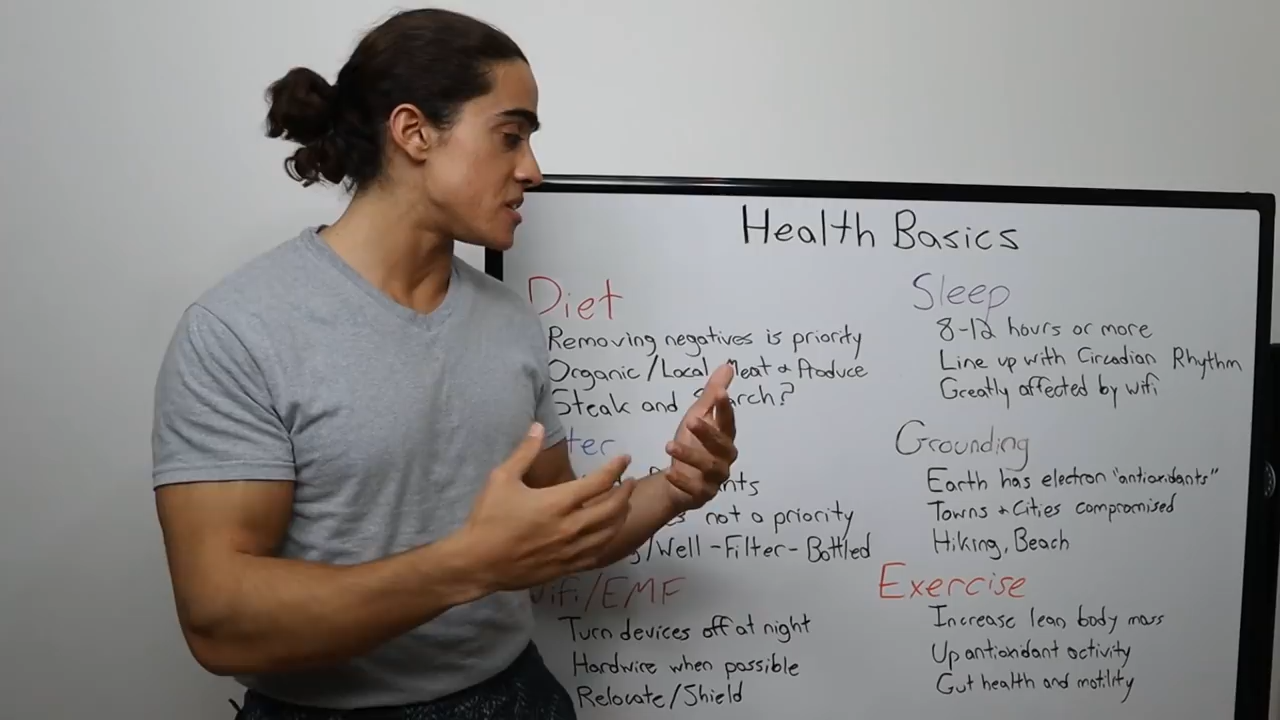 Health Basics
Diet
Removing negatives is priority
Organic/Local Meat & Produce
Steak and
not a priority
/Well-Filter-Bottled
Wifi/EMF
Turn devices off at night
Hardwire when possible
Relocate/Shield
Sleep
8-12 hours or more
Line up with Circadian Rhythm
Greatly affected by wifi
Grounding
Earth has electron "antioxidants"
Towns & Cities compromised
Hiking, Beach
Exercise
Increase lean body mass
Up antioxidant activity
Gut health and motility